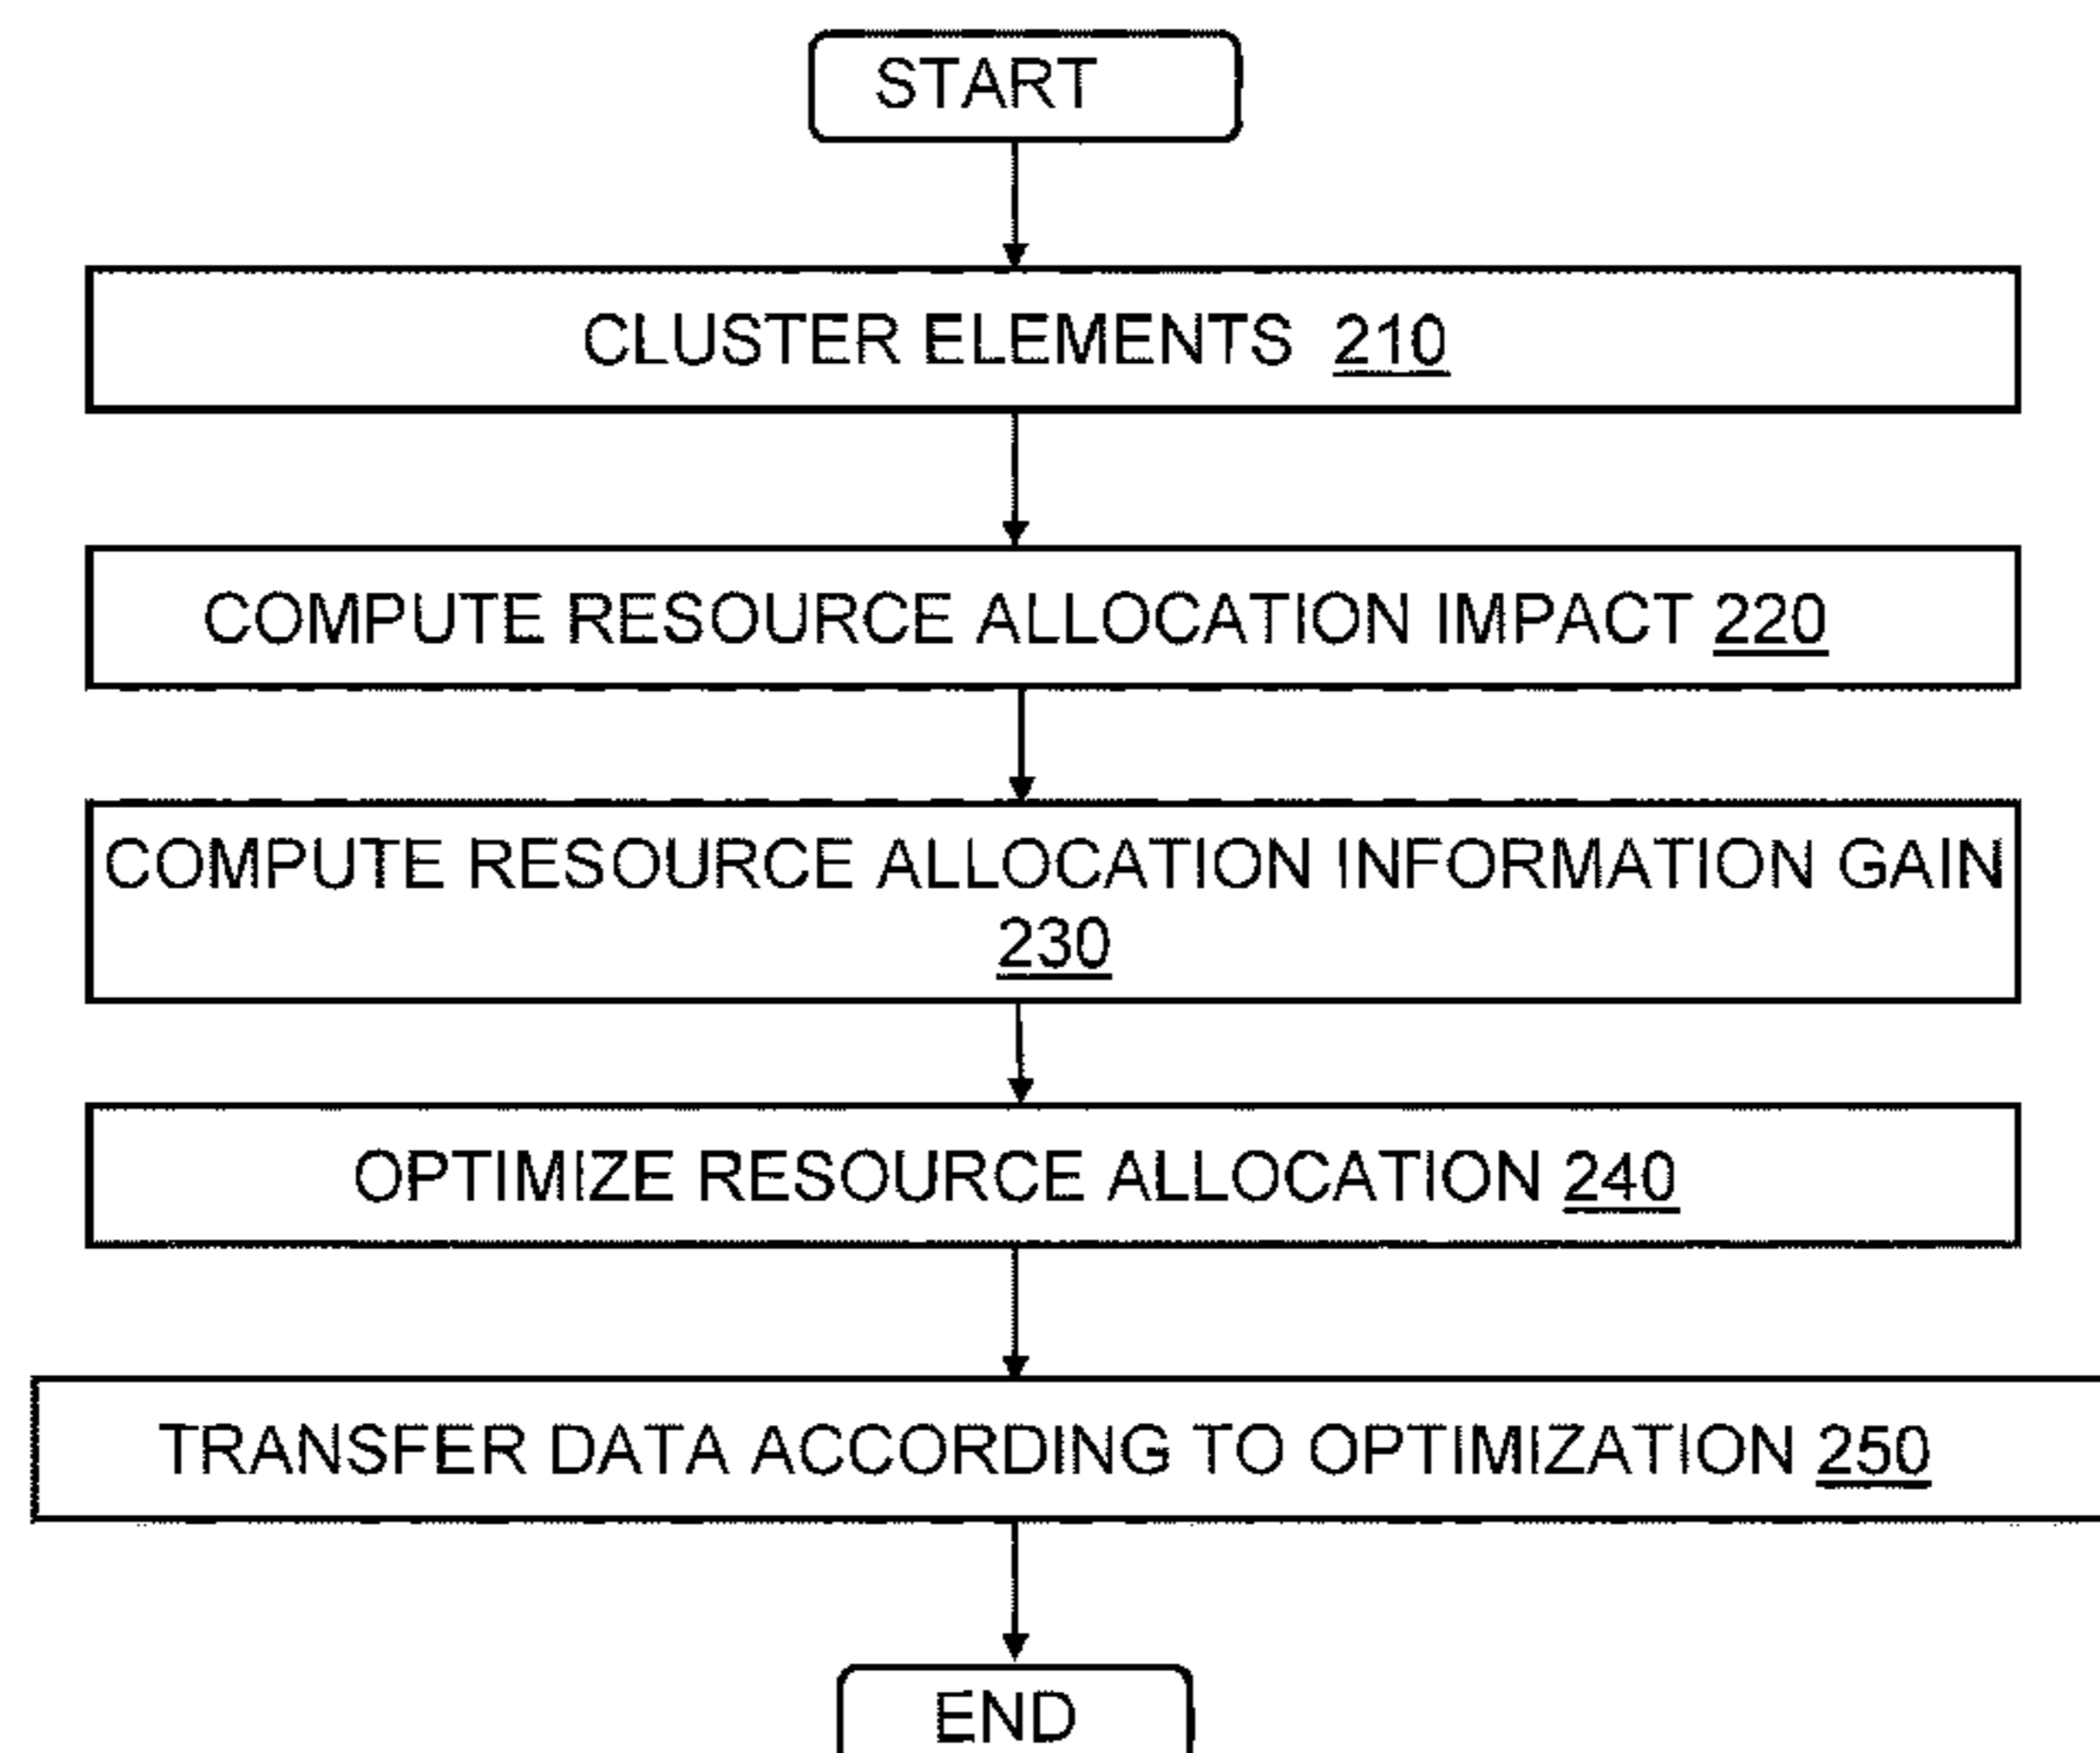 START
CLUSTER ELEMENTS 210
COMPUTE RESOURCE ALLOCATION IMPACT 220
COMPUTE RESOURCE ALLOCATION INFORMATION GAIN
230
OPTIMIZE RESOURCE ALLOCATION 240
TRANSFER DATA ACCORDING TO OPTIMIZATION 250
END